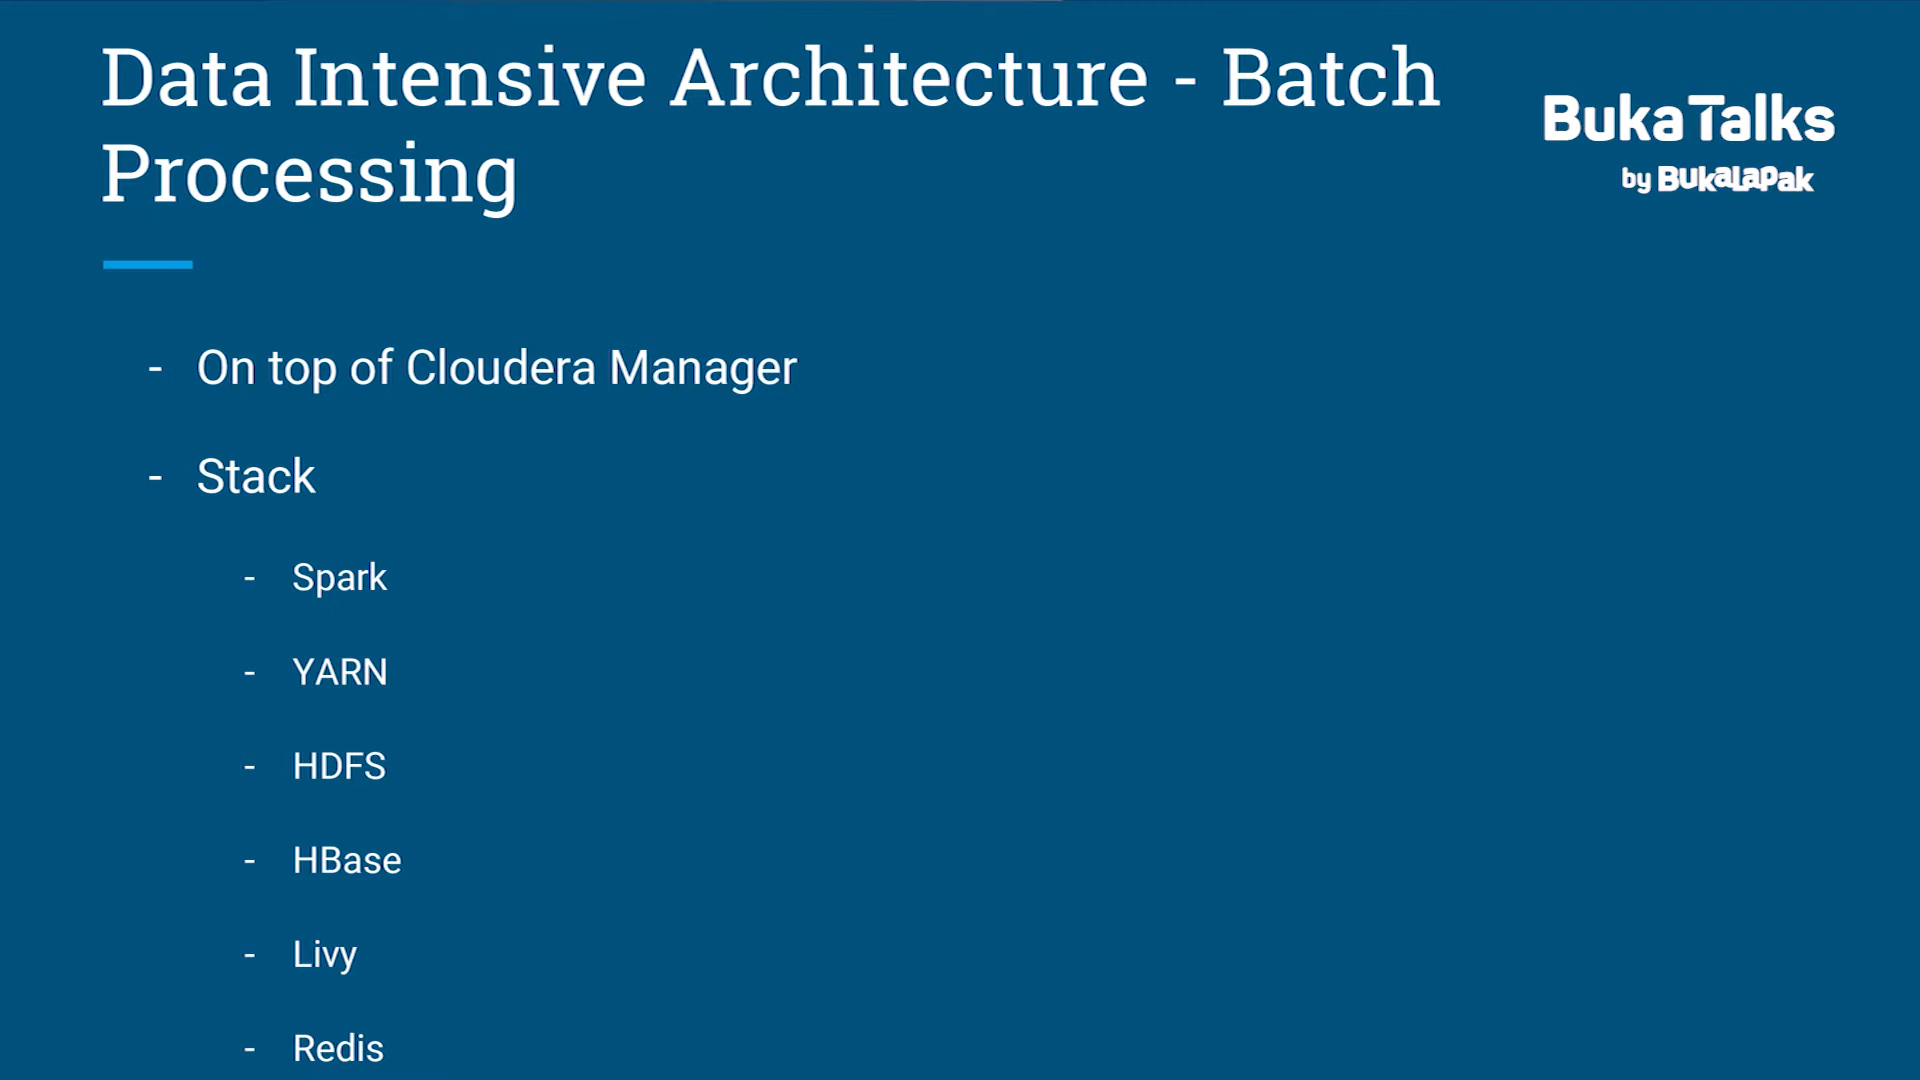 Data Intensive Architecture - Batch
Processing
BukaTalks
by BukaLapak
- On top of Cloudera Manager
- Stack
- Spark
- YARN
- HDFS
- HBase
- Livy
- Redis